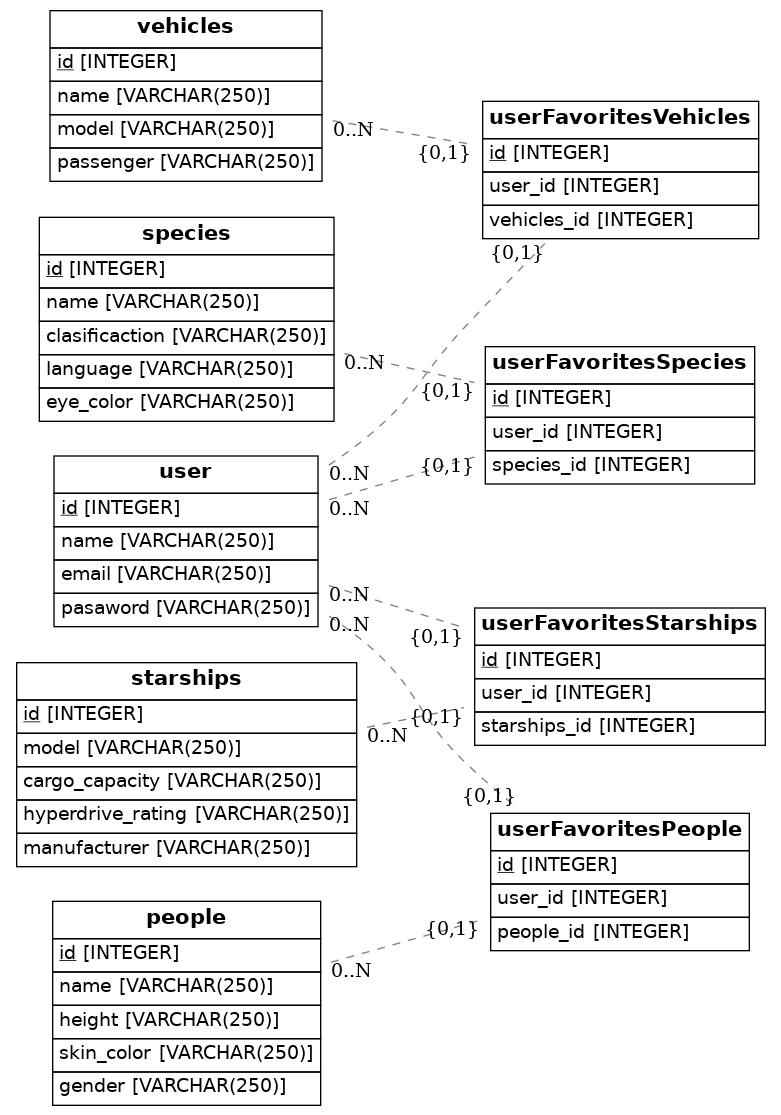 vehicles
id [INTEGER]
name [VARCHAR(250)]
model [VARCHAR(250)]
passenger [VARCHAR(250)]
0..N
{0,1}
userFavoritesVehicles
id [INTEGER]
user_id [INTEGER]
vehicles_id [INTEGER]
{0,1}
species
id [INTEGER]
name [VARCHAR(250)]
clasificaction [VARCHAR(250)]
language [VARCHAR(250)]
eye_color [VARCHAR(250)]
0..N
{0,1}
userFavoritesSpecies
id [INTEGER]
user_id [INTEGER]
species_id [INTEGER]
{0,1}
user
id [INTEGER]
name [VARCHAR(250)]
email [VARCHAR(250)]
pasaword [VARCHAR(250)]
0..N
0..N
0..N
0..N
{0,1}
userFavoritesStarships
id [INTEGER]
user_id [INTEGER]
starships_id [INTEGER]
{0,1}
starships
id [INTEGER]
model [VARCHAR(250)]
cargo_capacity [VARCHAR(250)]
hyperdrive_rating [VARCHAR(250)]
manufacturer [VARCHAR(250)]
0..N
{0,1}
userFavoritesPeople
id [INTEGER]
user_id [INTEGER]
people_id [INTEGER]
{0,1}
people
id [INTEGER]
name [VARCHAR(250)]
height [VARCHAR(250)]
skin_color [VARCHAR(250)]
gender [VARCHAR(250)]
0..N